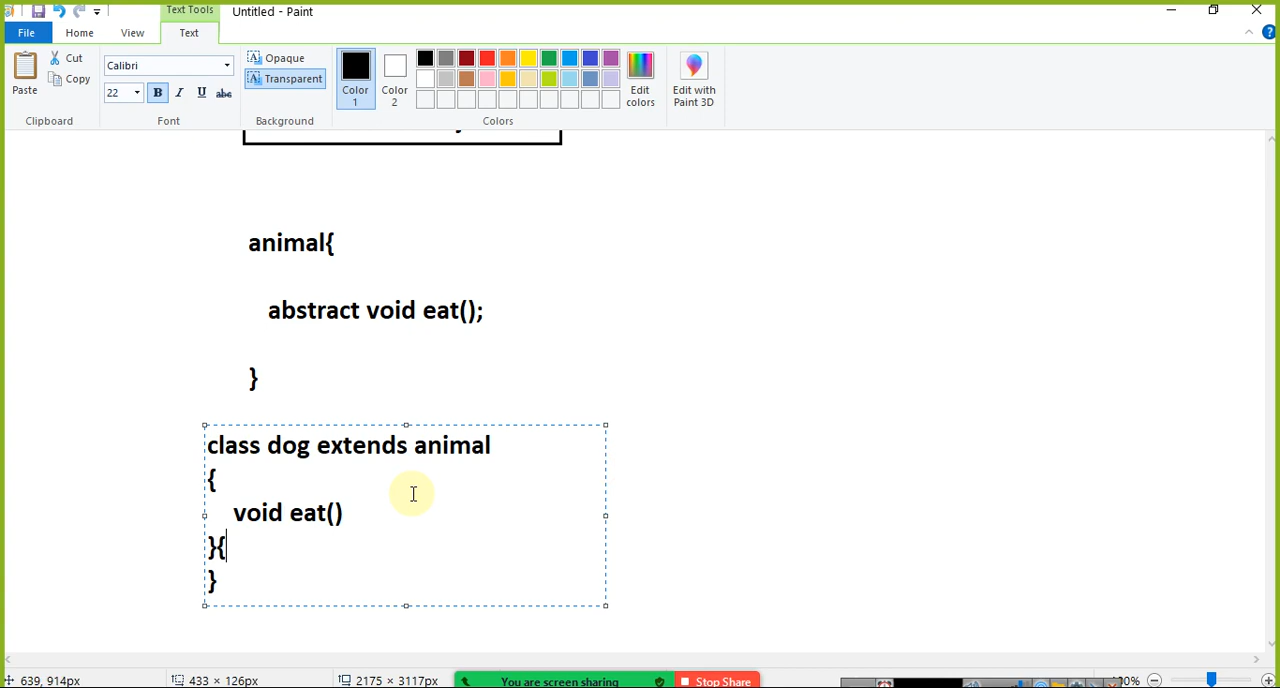 Text Tools
Untitled - Paint
File
Home
View
Text
Paste
Cut
Copy
Clipboard
Calibri
22
B
I
U
abc
Font
Opaque
Transparent
Background
Color
1
Color
2
Edit
colors
Colors
Edit with
Paint 3D
animal{
abstract void eat();
}
class dog extends animal
{
void eat()
}{
}
639, 914px
433 × 126px
2175 × 3117px
You are screen sharing
Stop Share